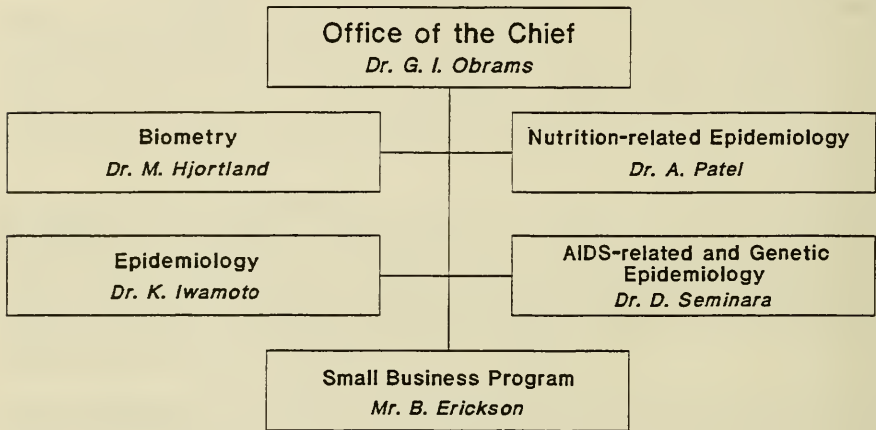 Office of the Chief
Dr. G. I. Obrams
Biometry
Dr. M. Hjortland
Nutrition-related Epidemiology
Dr. A. Patel
Epidemiology
Dr. K. Iwamoto
AIDS-related and Genetic
Epidemiology
Dr. D. Seminara
Small Business Program
Mr. B. Erickson